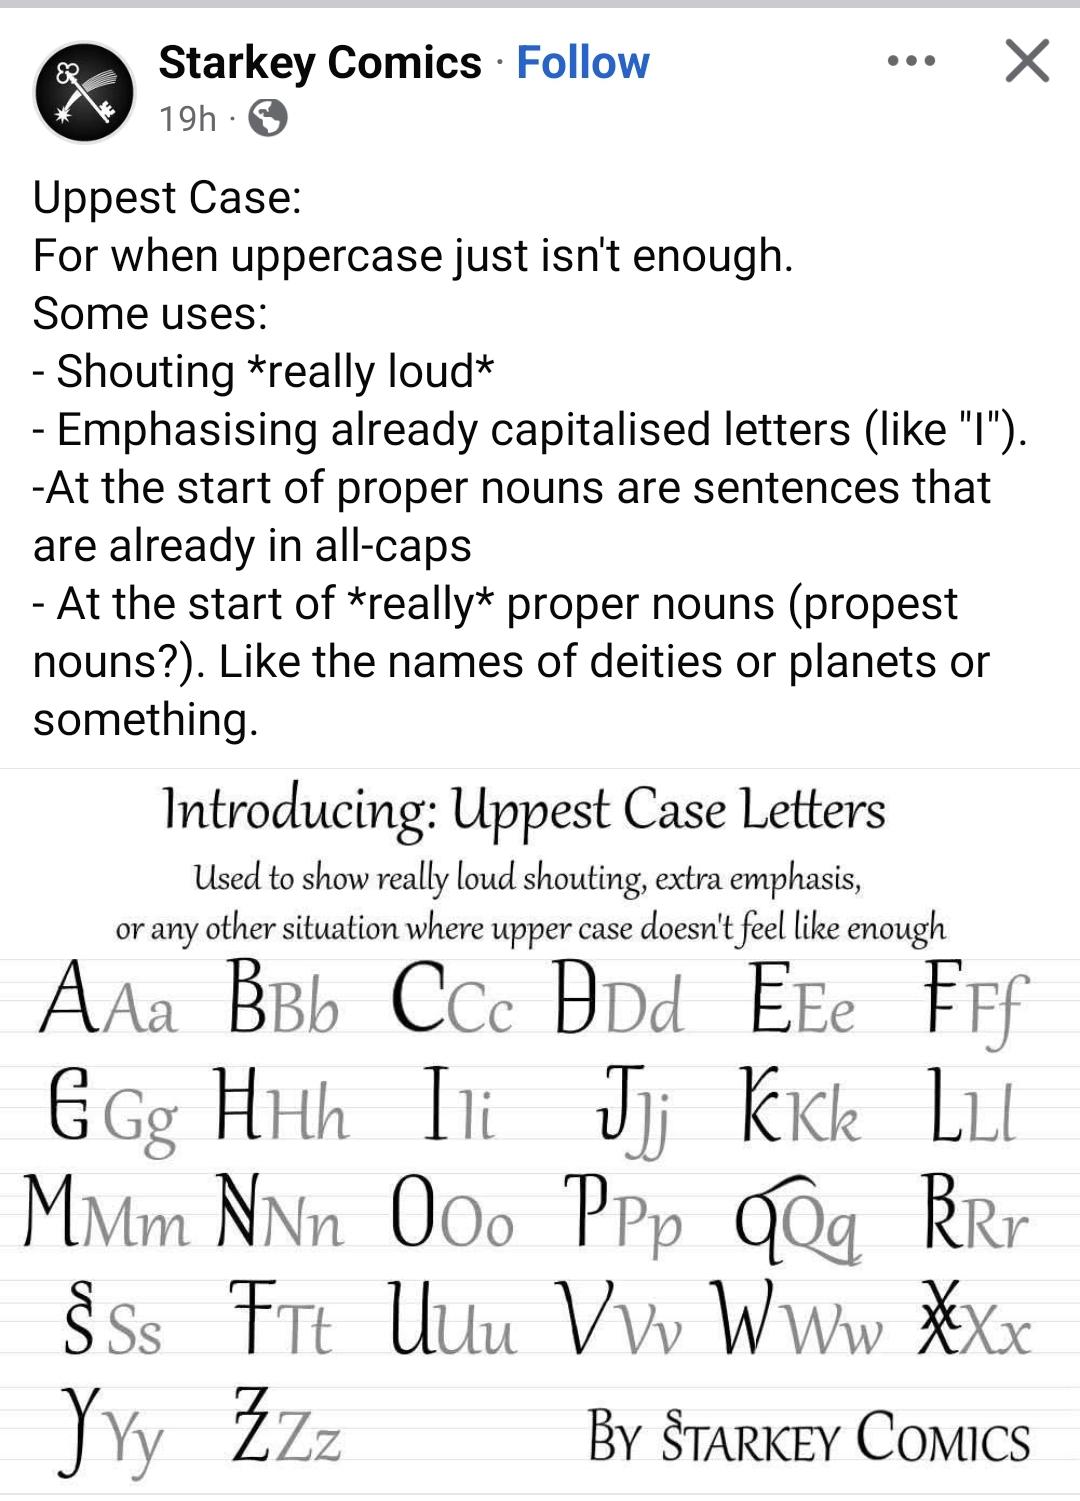 Starkey Comics · Follow
19h ·
Uppest Case:
For when uppercase just isn't enough.
Some uses:
- Shouting *really loud*
- Emphasising already capitalised letters (like "I").
-At the start of proper nouns are sentences that
are already in all-caps
- At the start of *really* proper nouns (propest
nouns?). Like the names of deities or planets or
something.
Introducing: Uppest Case Letters
Used to show really loud shouting, extra emphasis,
or any other situation where upper case doesn't feel like enough
AAa BBb CCc DDd EEe FFf
GGg HHh IIi JJj KKk LLl
MMm NNn OOo PPp QQq RRr
SSs TTt UUu VVv WWw XXx
YYy ZZz BY STARKEY COMICS